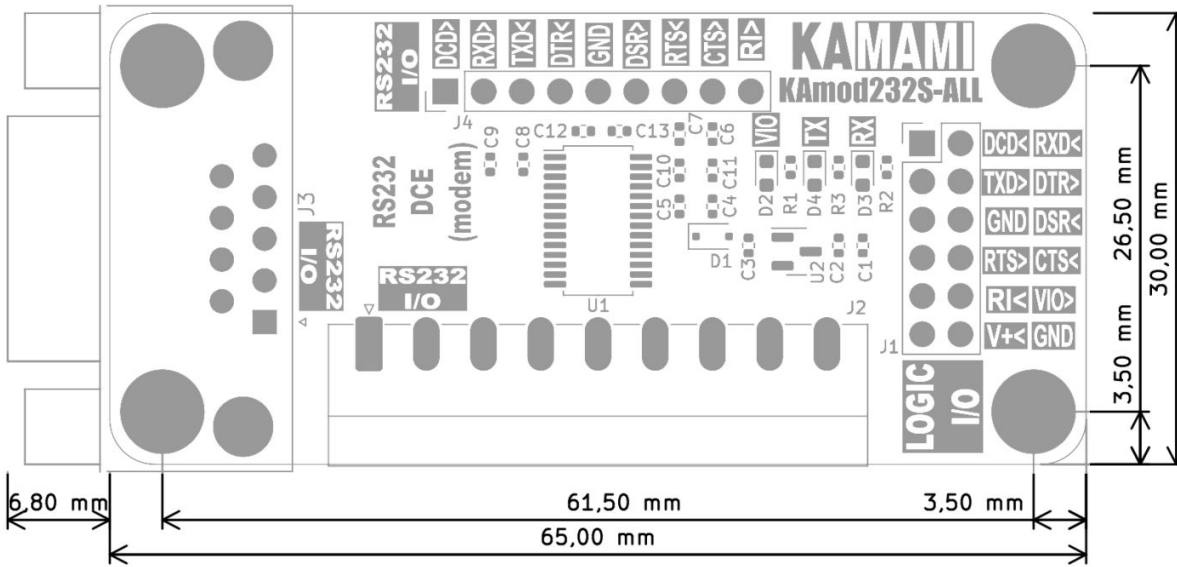 RS232
I/O
DCD>
RXD>
TXD<
DTR<
GND
DSR>
RTS<
CTS>
RI>
KAMAMI
KAmod232S-ALL
J4
C9
C8
C12
C13
C7
C6
C10
C11
C5
C4
VIO
TX
RX
D2
R1
D4
R3
D3
R2
RS232
DCE
(modem)
J3
RS232
I/O
D1
C3
U2
C2
C1
RS232
I/O
U1
J2
J1
DCD< RXD<
TXD> DTR>
GND DSR<
RTS> CTS<
RI< VIO>
V+< GND
LOGIC
I/O
26,50 mm
30,00 mm
3,50 mm
6,80 mm
61,50 mm
3,50 mm
65,00 mm